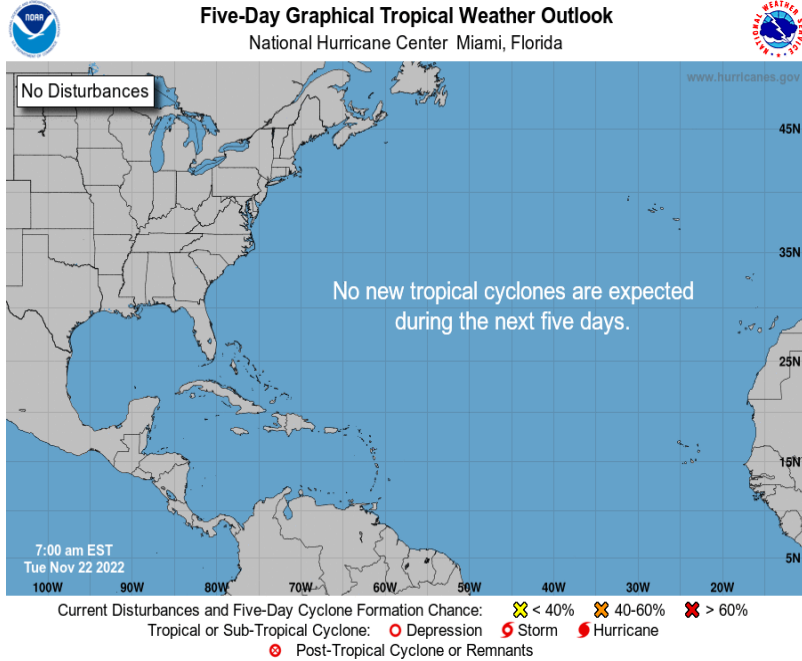 Five-Day Graphical Tropical Weather Outlook
National Hurricane Center Miami, Florida
NOAA
www.hurricanes.gov
No Disturbances
45N
35N
No new tropical cyclones are expected
during the next five days.
25N
15N
7:00 am EST
Tue Nov 22 2022
5N
100W 90W 80W 70W 60W 50W 40W 30W 20W
Current Disturbances and Five-Day Cyclone Formation Chance: < 40% 40-60% > 60%
Tropical or Sub-Tropical Cyclone: Depression Storm Hurricane
Post-Tropical Cyclone or Remnants